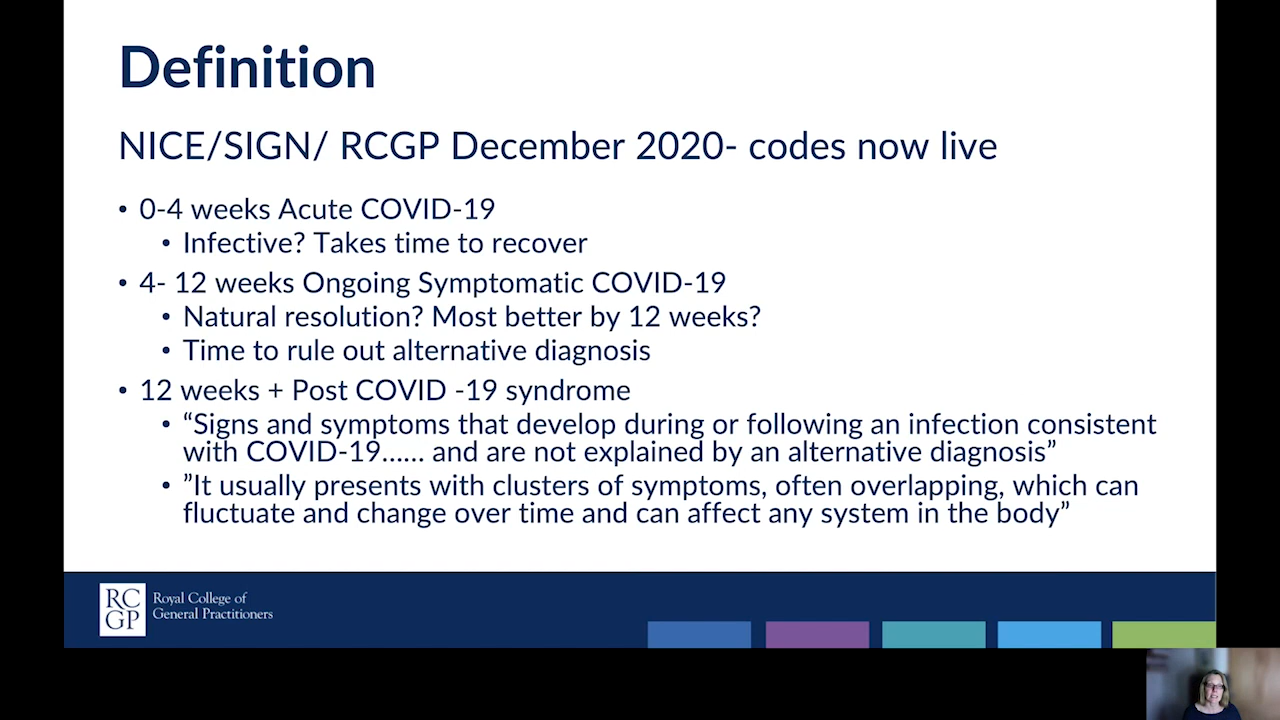 Definition
NICE/SIGN/ RCGP December 2020- codes now live
• 0-4 weeks Acute COVID-19
• Infective? Takes time to recover
• 4- 12 weeks Ongoing Symptomatic COVID-19
• Natural resolution? Most better by 12 weeks?
• Time to rule out alternative diagnosis
• 12 weeks + Post COVID -19 syndrome
• “Signs and symptoms that develop during or following an infection consistent
with COVID-19...... and are not explained by an alternative diagnosis”
• ”It usually presents with clusters of symptoms, often overlapping, which can
fluctuate and change over time and can affect any system in the body”
RC
GP
Royal College of
General Practitioners